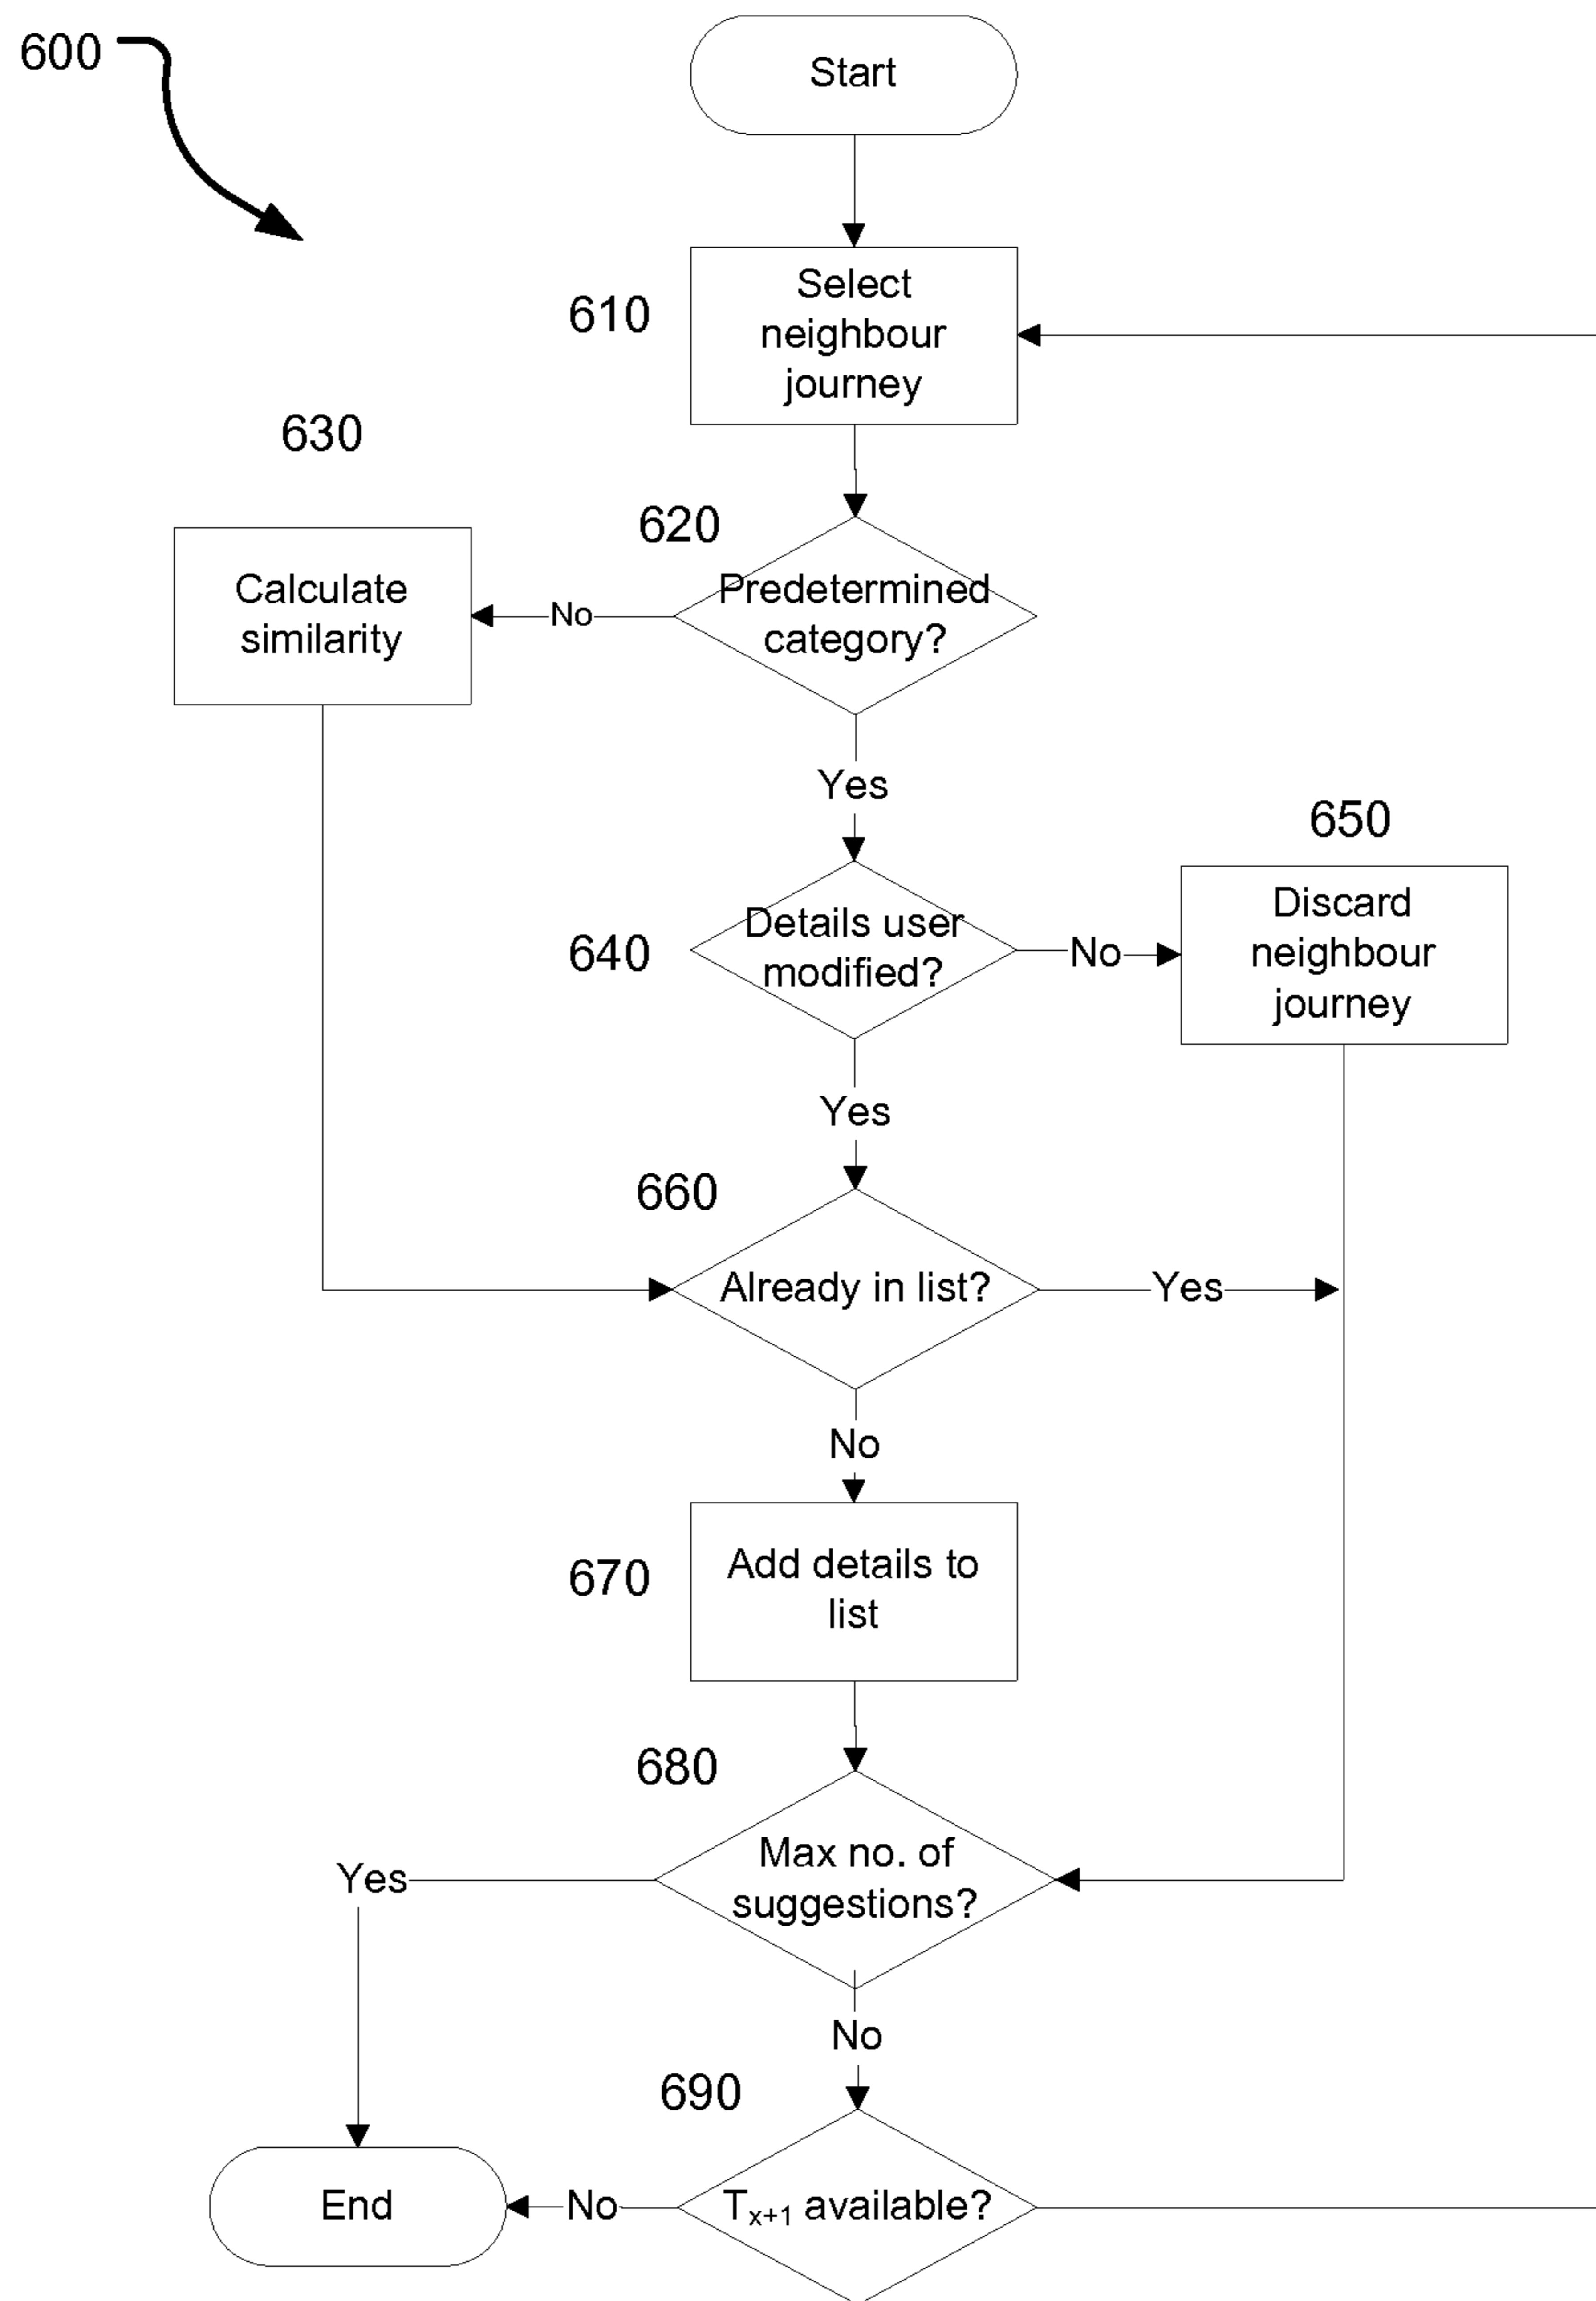 600
Start
610
Select
neighbour
journey
630
620
Calculate
similarity
No
Predetermined
category?
Yes
650
640
Details user
modified?
No
Discard
neighbour
journey
Yes
660
Already in list?
Yes
No
670
Add details to
list
680
Max no. of
suggestions?
Yes
No
690
End
No
Tx+1 available?